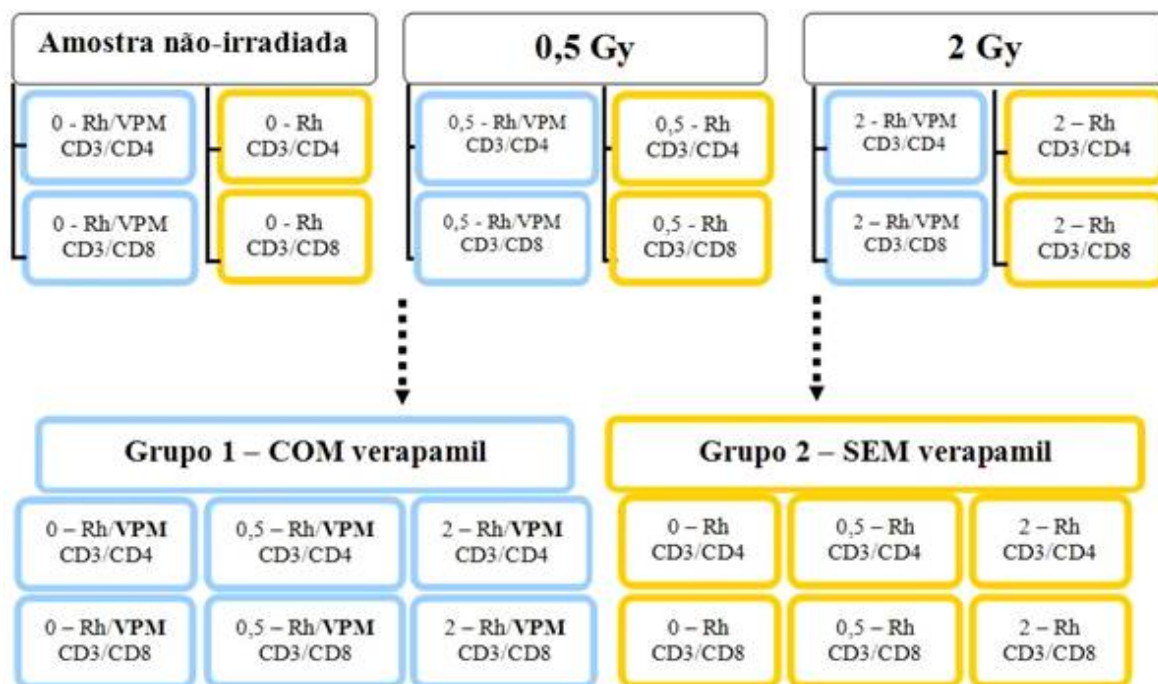 Amostra não-irradiada
0 - Rh/VPM
CD3/CD4
0 - Rh
CD3/CD4
0 - Rh/VPM
CD3/CD8
0 - Rh
CD3/CD8
0,5 Gy
0,5 - Rh/VPM
CD3/CD4
0,5 - Rh
CD3/CD4
0,5 - Rh/VPM
CD3/CD8
0,5 - Rh
CD3/CD8
2 Gy
2 - Rh/VPM
CD3/CD4
2 – Rh
CD3/CD4
2 – Rh/VPM
CD3/CD8
2 – Rh
CD3/CD8
Grupo 1 – COM verapamil
0 – Rh/VPM
CD3/CD4
0,5 – Rh/VPM
CD3/CD4
2 – Rh/VPM
CD3/CD4
0 – Rh/VPM
CD3/CD8
0,5 – Rh/VPM
CD3/CD8
2 – Rh/VPM
CD3/CD8
Grupo 2 – SEM verapamil
0 – Rh
CD3/CD4
0,5 – Rh
CD3/CD4
2 – Rh
CD3/CD4
0 – Rh
CD3/CD8
0,5 – Rh
CD3/CD8
2 – Rh
CD3/CD8